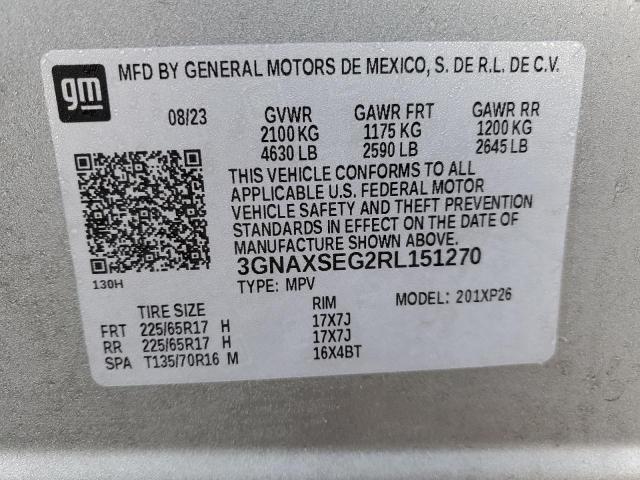 gm
MFD BY GENERAL MOTORS DE MEXICO, S. DE R.L. DE C.V.
08/23 GVWR GAWR FRT GAWR RR
2100 KG 1175 KG 1200 KG
4630 LB 2590 LB 2645 LB
THIS VEHICLE CONFORMS TO ALL
APPLICABLE U.S. FEDERAL MOTOR
VEHICLE SAFETY AND THEFT PREVENTION
STANDARDS IN EFFECT ON THE DATE OF
MANUFACTURE SHOWN ABOVE.
3GNAXSEG2RL151270
130H
TYPE: MPV MODEL: 201XP26
TIRE SIZE RIM
FRT 225/65R17 H 17X7J
RR 225/65R17 H 17X7J
SPA T135/70R16 M 16X4BT